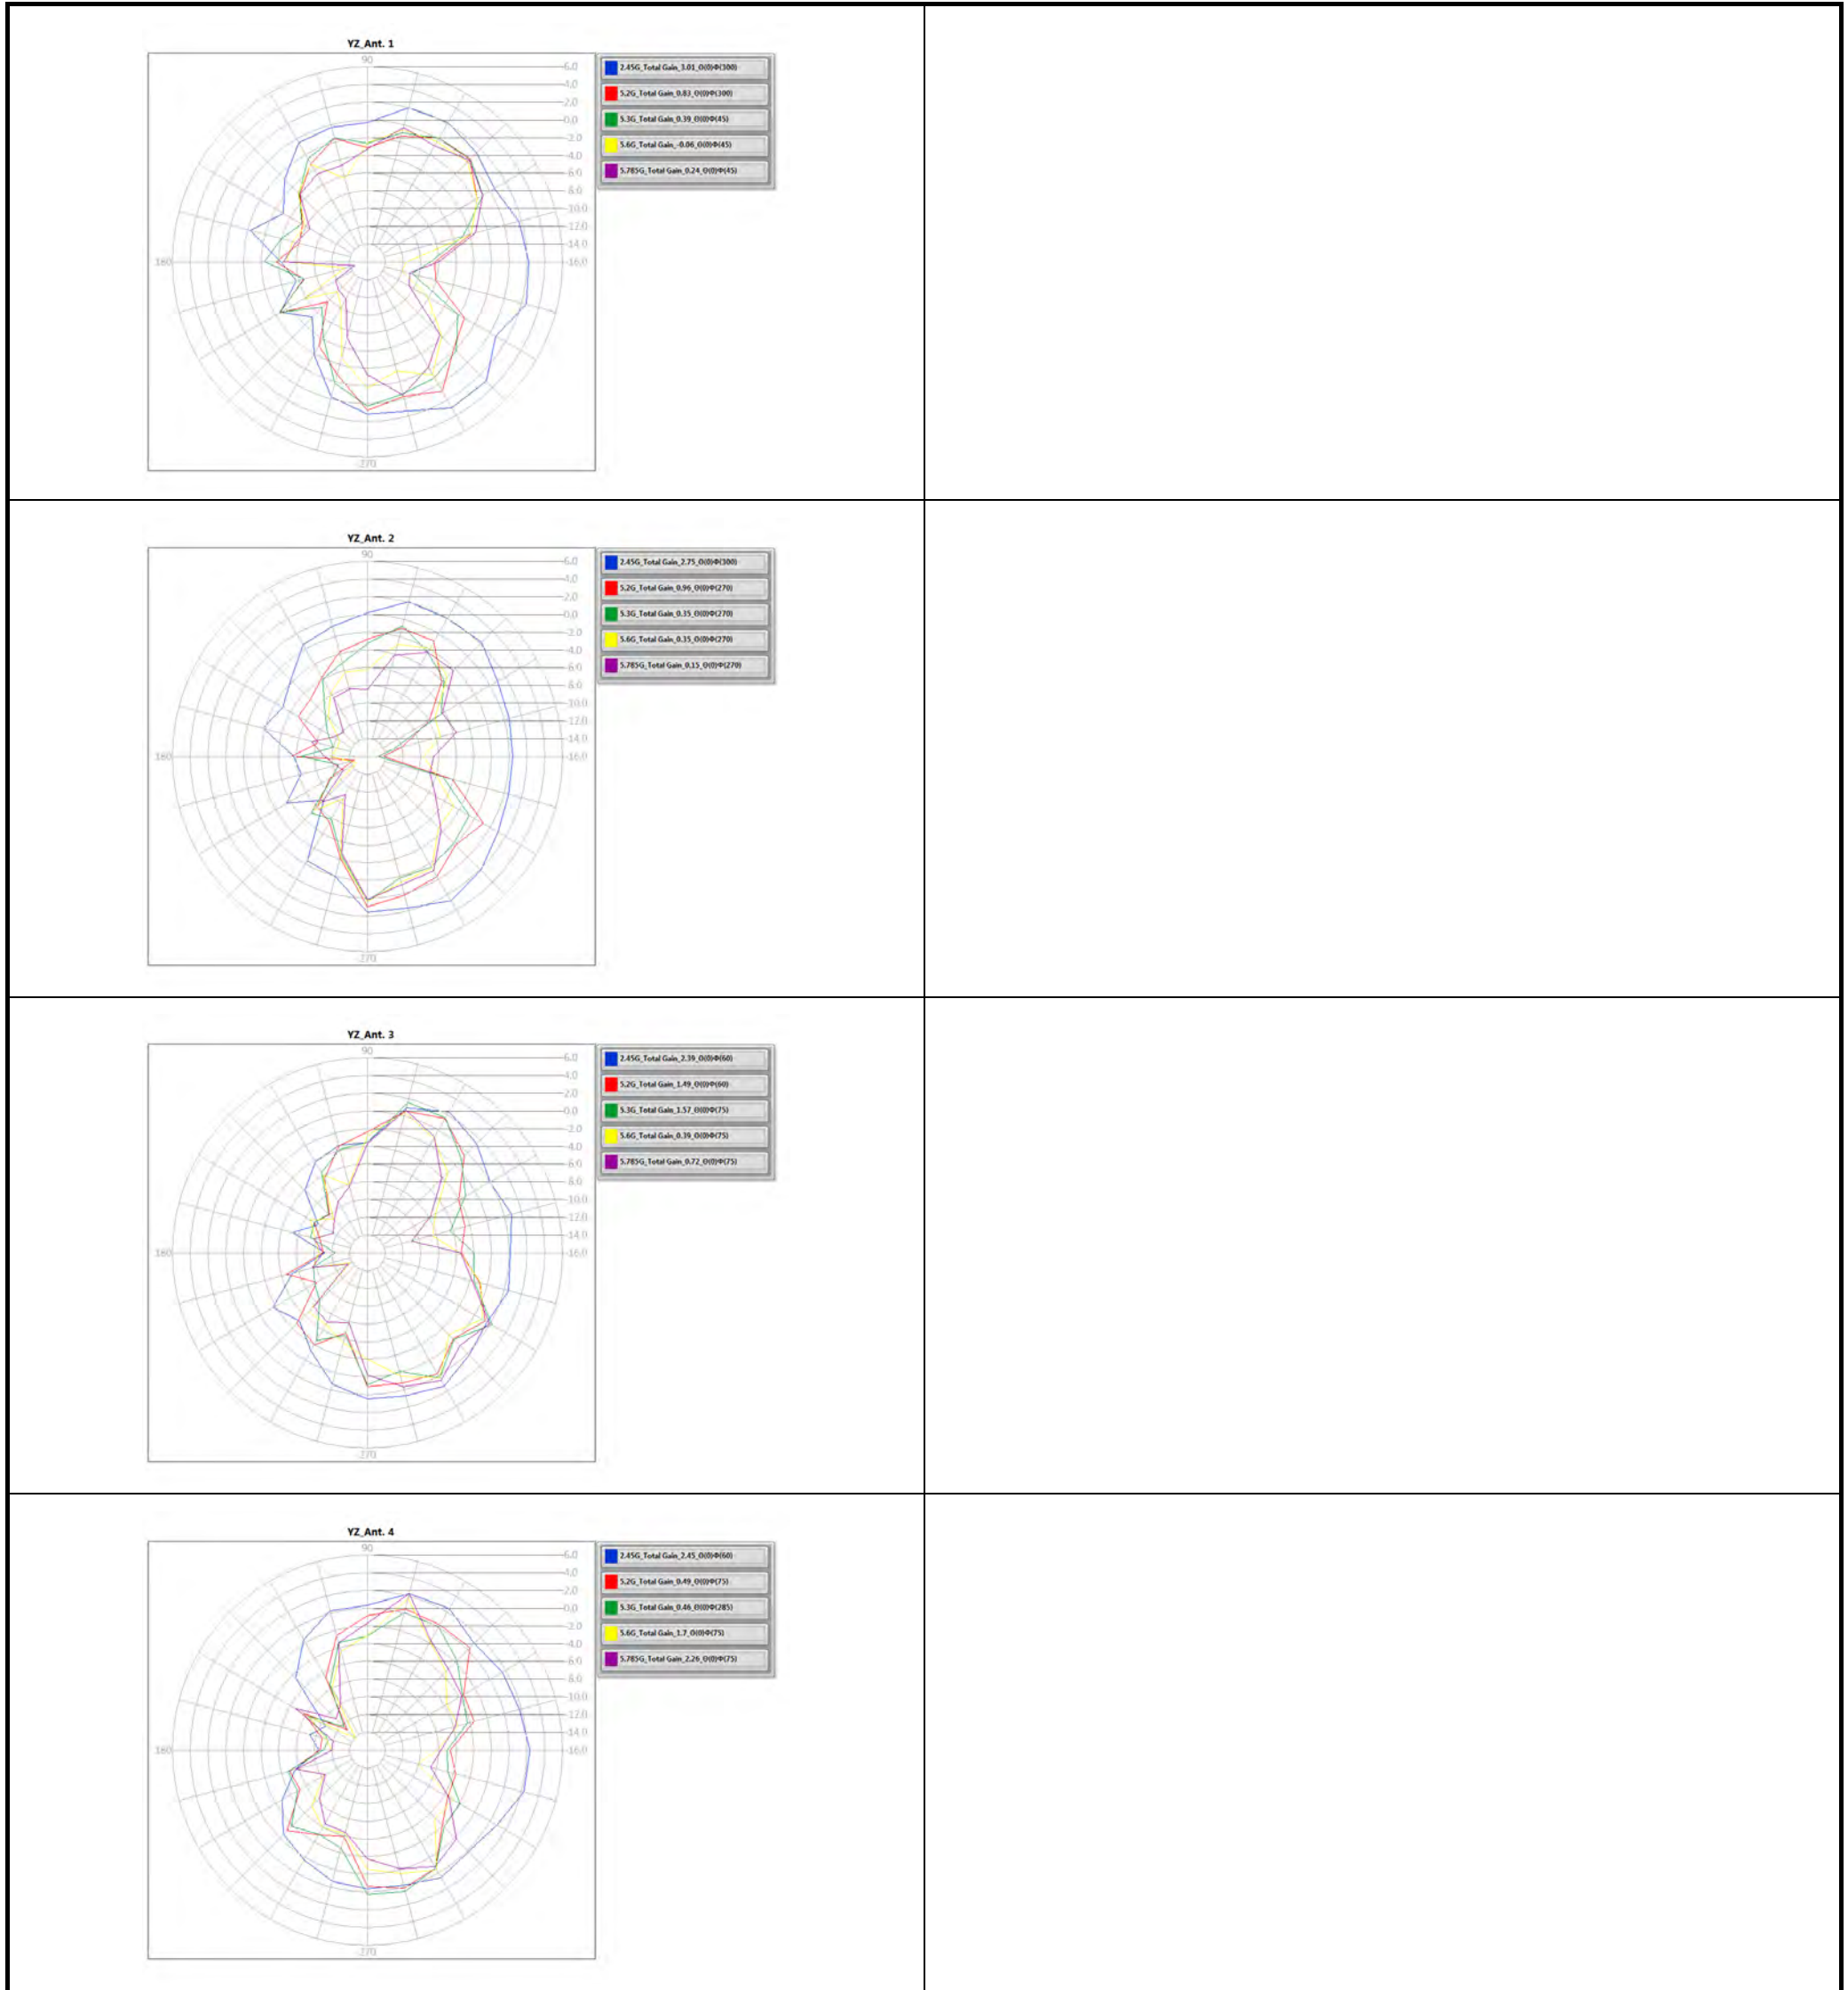 YZ_Ant. 1
90
6.0
4.0
2.0
0.0
-2.0
-4.0
-6.0
-8.0
-10.0
-12.0
-14.0
-16.0
180
-270
2.45G_Total Gain_3.01_Θ(0)Φ(300)
5.2G_Total Gain_0.83_Θ(0)Φ(300)
5.3G_Total Gain_0.39_Θ(0)Φ(45)
5.6G_Total Gain_-0.06_Θ(0)Φ(45)
5.785G_Total Gain_0.24_Θ(0)Φ(45)
YZ_Ant. 2
90
6.0
4.0
2.0
0.0
-2.0
-4.0
-6.0
-8.0
-10.0
-12.0
-14.0
-16.0
180
-270
2.45G_Total Gain_2.75_Θ(0)Φ(300)
5.2G_Total Gain_0.96_Θ(0)Φ(270)
5.3G_Total Gain_0.35_Θ(0)Φ(270)
5.6G_Total Gain_0.35_Θ(0)Φ(270)
5.785G_Total Gain_0.15_Θ(0)Φ(270)
YZ_Ant. 3
90
6.0
4.0
2.0
0.0
-2.0
-4.0
-6.0
-8.0
-10.0
-12.0
-14.0
-16.0
180
-270
2.45G_Total Gain_2.39_Θ(0)Φ(60)
5.2G_Total Gain_1.49_Θ(0)Φ(60)
5.3G_Total Gain_1.57_Θ(0)Φ(75)
5.6G_Total Gain_0.39_Θ(0)Φ(75)
5.785G_Total Gain_0.72_Θ(0)Φ(75)
YZ_Ant. 4
90
6.0
4.0
2.0
0.0
-2.0
-4.0
-6.0
-8.0
-10.0
-12.0
-14.0
-16.0
180
-270
2.45G_Total Gain_2.45_Θ(0)Φ(60)
5.2G_Total Gain_0.49_Θ(0)Φ(75)
5.3G_Total Gain_0.46_Θ(0)Φ(285)
5.6G_Total Gain_1.7_Θ(0)Φ(75)
5.785G_Total Gain_2.26_Θ(0)Φ(75)